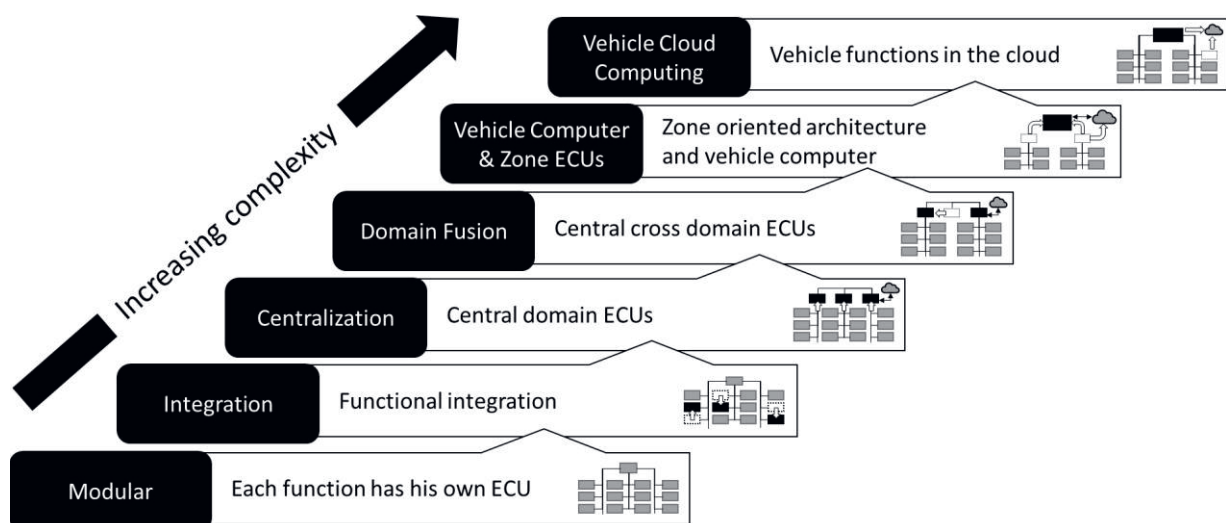 Increasing complexity
Vehicle Cloud
Computing
Vehicle functions in the cloud
Vehicle Computer
& Zone ECUs
Zone oriented architecture
and vehicle computer
Domain Fusion
Central cross domain ECUs
Centralization
Central domain ECUs
Integration
Functional integration
Modular
Each function has his own ECU